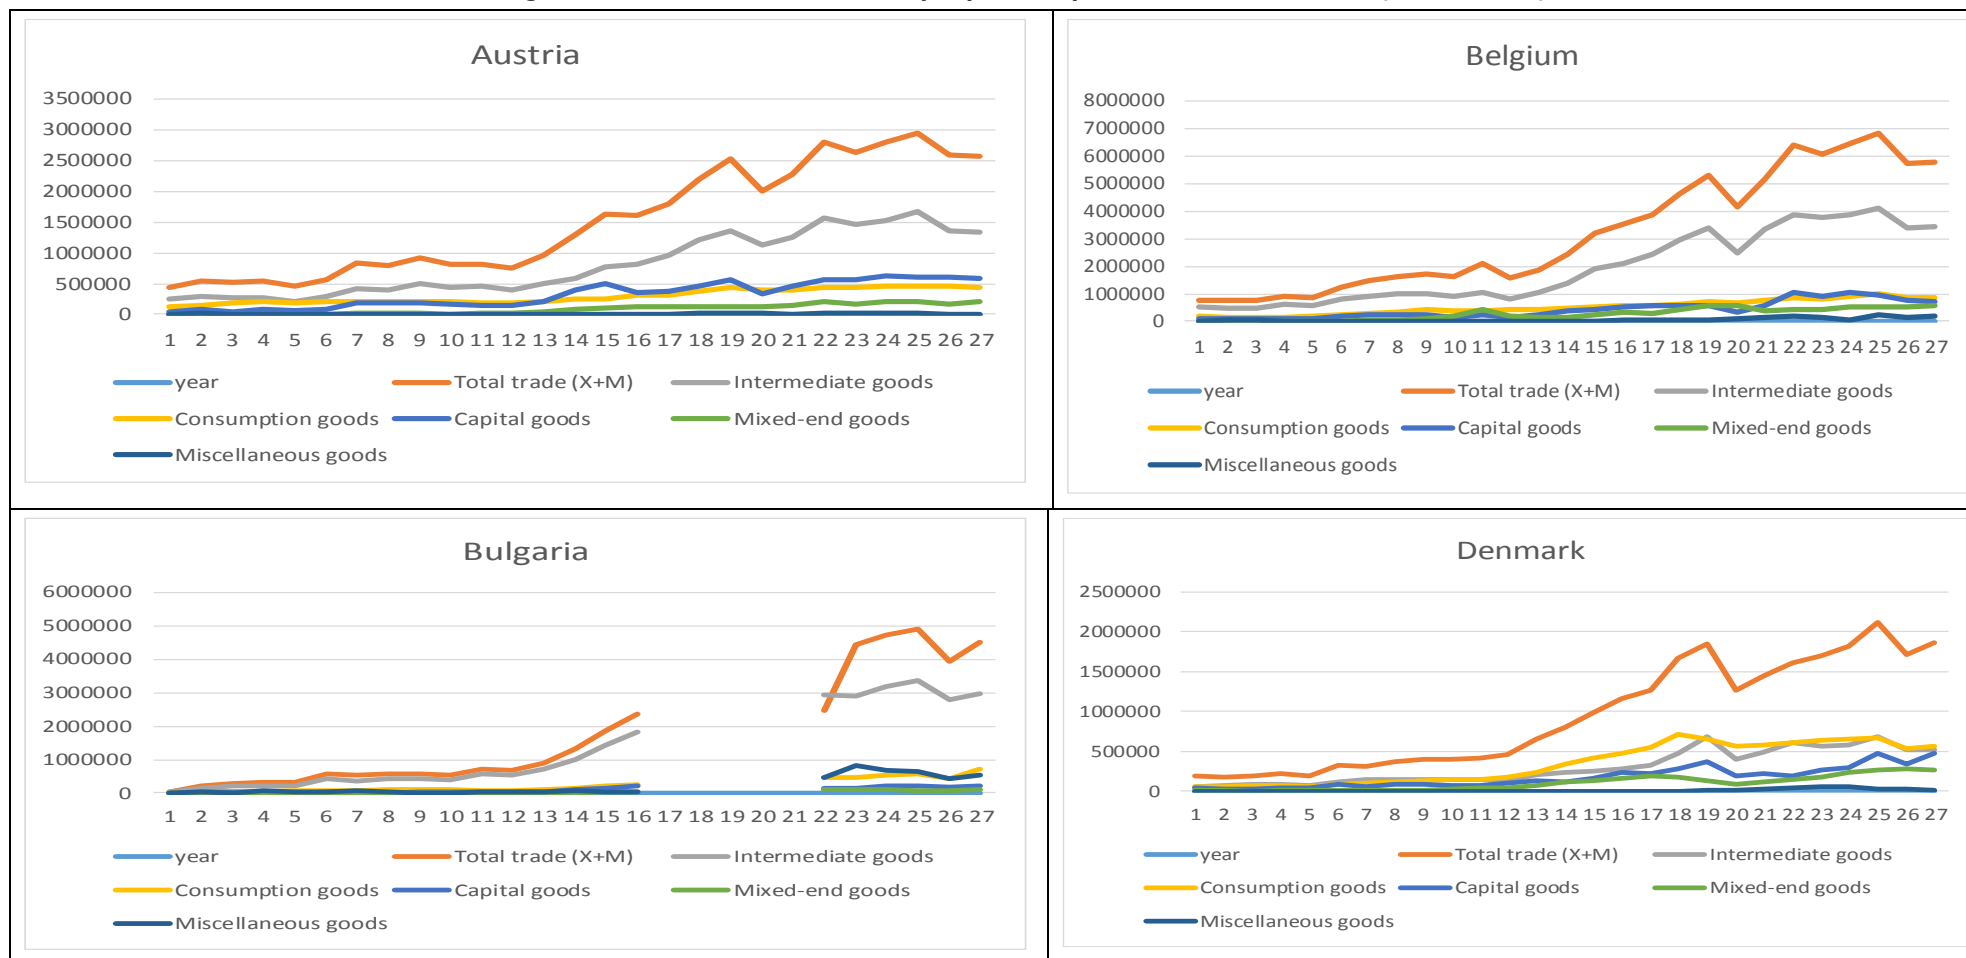 Austria
3500000
3000000
2500000
2000000
1500000
1000000
500000
0
1 2 3 4 5 6 7 8 9 10 11 12 13 14 15 16 17 18 19 20 21 22 23 24 25 26 27
year Total trade (X+M) Intermediate goods
Consumption goods Capital goods Mixed-end goods
Miscellaneous goods
Belgium
8000000
7000000
6000000
5000000
4000000
3000000
2000000
1000000
0
1 2 3 4 5 6 7 8 9 10 11 12 13 14 15 16 17 18 19 20 21 22 23 24 25 26 27
year Total trade (X+M) Intermediate goods
Consumption goods Capital goods Mixed-end goods
Miscellaneous goods
Bulgaria
6000000
5000000
4000000
3000000
2000000
1000000
0
1 2 3 4 5 6 7 8 9 10 11 12 13 14 15 16 17 18 19 20 21 22 23 24 25 26 27
year Total trade (X+M) Intermediate goods
Consumption goods Capital goods Mixed-end goods
Miscellaneous goods
Denmark
2500000
2000000
1500000
1000000
500000
0
1 2 3 4 5 6 7 8 9 10 11 12 13 14 15 16 17 18 19 20 21 22 23 24 25 26 27
year Total trade (X+M) Intermediate goods
Consumption goods Capital goods Mixed-end goods
Miscellaneous goods